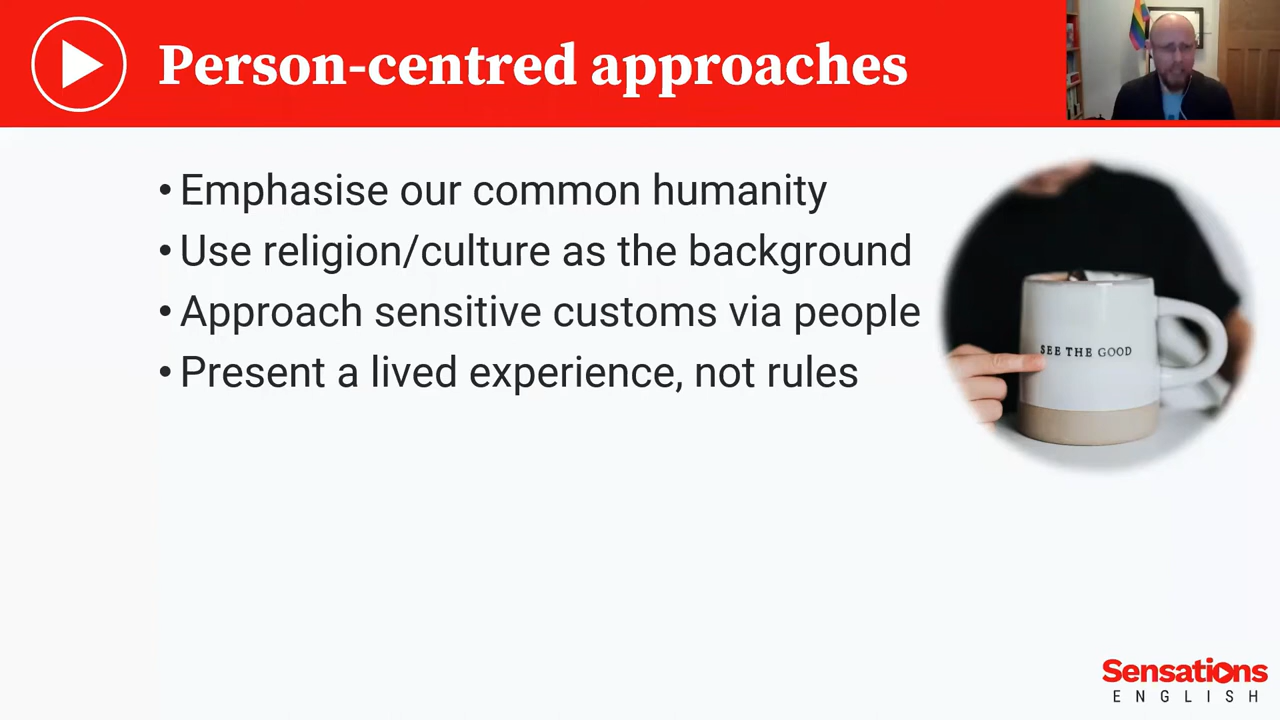 Person-centred approaches
• Emphasise our common humanity
• Use religion/culture as the background
• Approach sensitive customs via people
• Present a lived experience, not rules
SEE THE GOOD
Sensations
ENGLISH